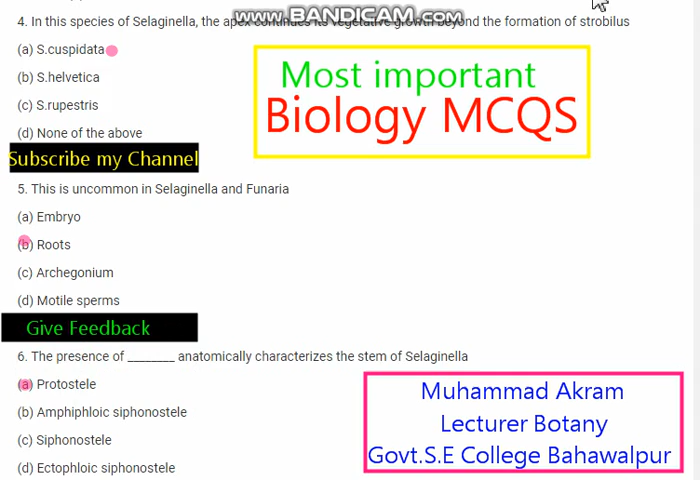 www.BANDICAM.com
4. In this species of Selaginella, the apex continues its vegetative growth beyond the formation of strobilus
(a) S.cuspidata
(b) S.helvetica
(c) S.rupestris
(d) None of the above
Most important
Biology MCQS
Subscribe my Channel
5. This is uncommon in Selaginella and Funaria
(a) Embryo
(b) Roots
(c) Archegonium
(d) Motile sperms
Give Feedback
6. The presence of ________ anatomically characterizes the stem of Selaginella
(a) Protostele
(b) Amphiphloic siphonostele
(c) Siphonostele
(d) Ectophloic siphonostele
Muhammad Akram
Lecturer Botany
Govt.S.E College Bahawalpur